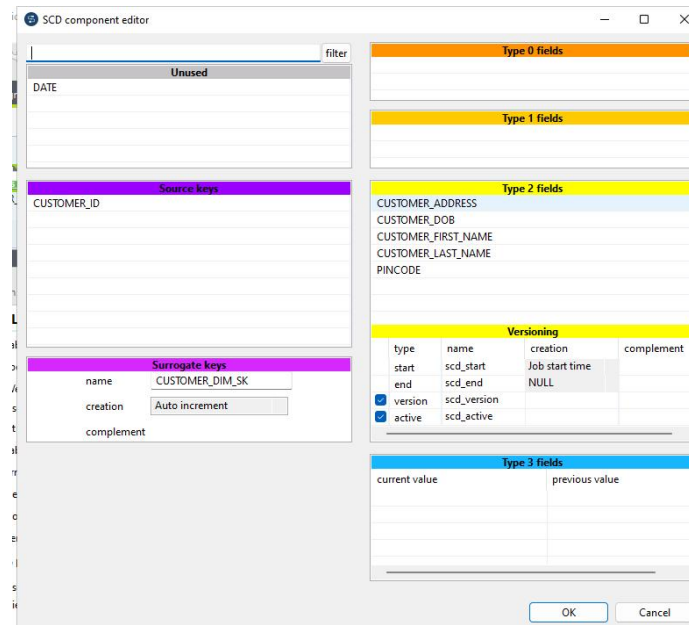 SCD component editor
filter
Unused
DATE
Source keys
CUSTOMER_ID
Surrogate keys
name CUSTOMER_DIM_SK
creation Auto increment
complement
Type 0 fields
Type 1 fields
Type 2 fields
CUSTOMER_ADDRESS
CUSTOMER_DOB
CUSTOMER_FIRST_NAME
CUSTOMER_LAST_NAME
PINCODE
Versioning
type name creation complement
start scd_start Job start time
end scd_end NULL
version scd_version
active scd_active
Type 3 fields
current value previous value
OK Cancel